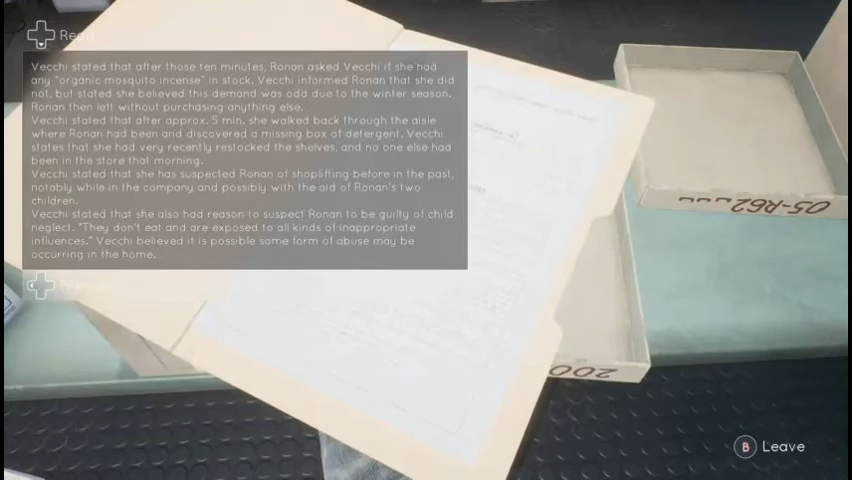 Read
Vecchi stated that after those ten minutes, Ronan asked Vecchi if she had
any "organic mosquito incense" in stock. Vecchi informed Ronan that she did
not, but stated she believed this demand was odd due to the winter season.
Ronan then left without purchasing anything else.
Vecchi stated that after approx. 5 min. she walked back through the aisle
where Ronan had been and discovered a missing box of detergent. Vecchi
states that she had very recently restocked the shelves, and no one else had
been in the store that morning.
Vecchi stated that she has suspected Ronan of shoplifting before in the past,
notably while in the company and possibly with the aid of Ronan's two
children.
Vecchi stated that she also had reason to suspect Ronan to be guilty of child
neglect. "They don't eat and are exposed to all kinds of inappropriate
influences." Vecchi believed it is possible some form of abuse may be
occurring in the home.
05-R62
200
B Leave